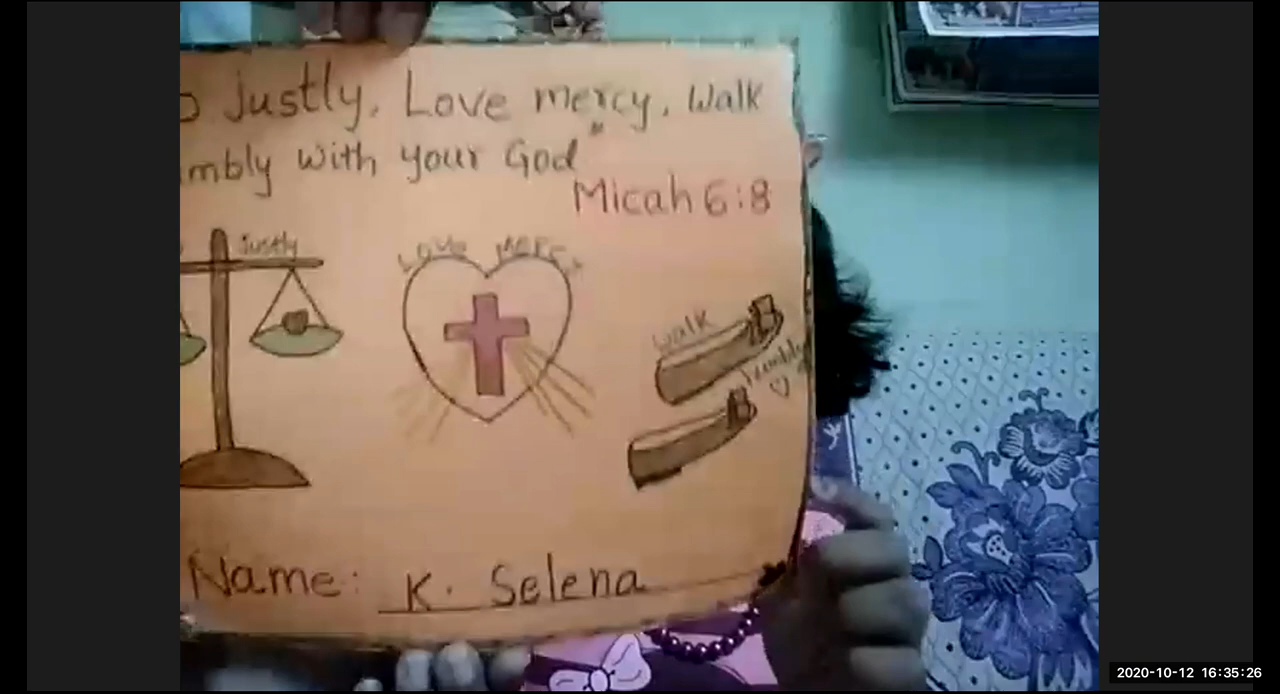 o Justly, Love mercy, Walk
mbly with your God"
Micah 6:8
Justly
LOVE MERCY
Walk
humbly
Name: K. Selena
2020-10-12 16:35:26